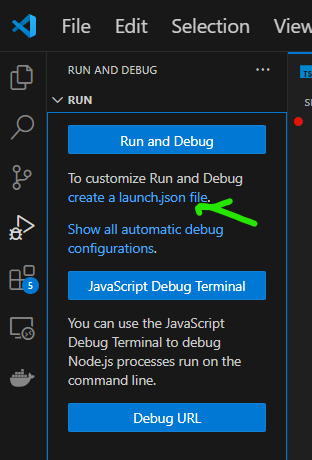 File Edit Selection View
RUN AND DEBUG ...
RUN
Run and Debug
To customize Run and Debug
create a launch.json file.
Show all automatic debug
configurations.
JavaScript Debug Terminal
5
You can use the JavaScript
Debug Terminal to debug
Node.js processes run on the
command line.
Debug URL
TS